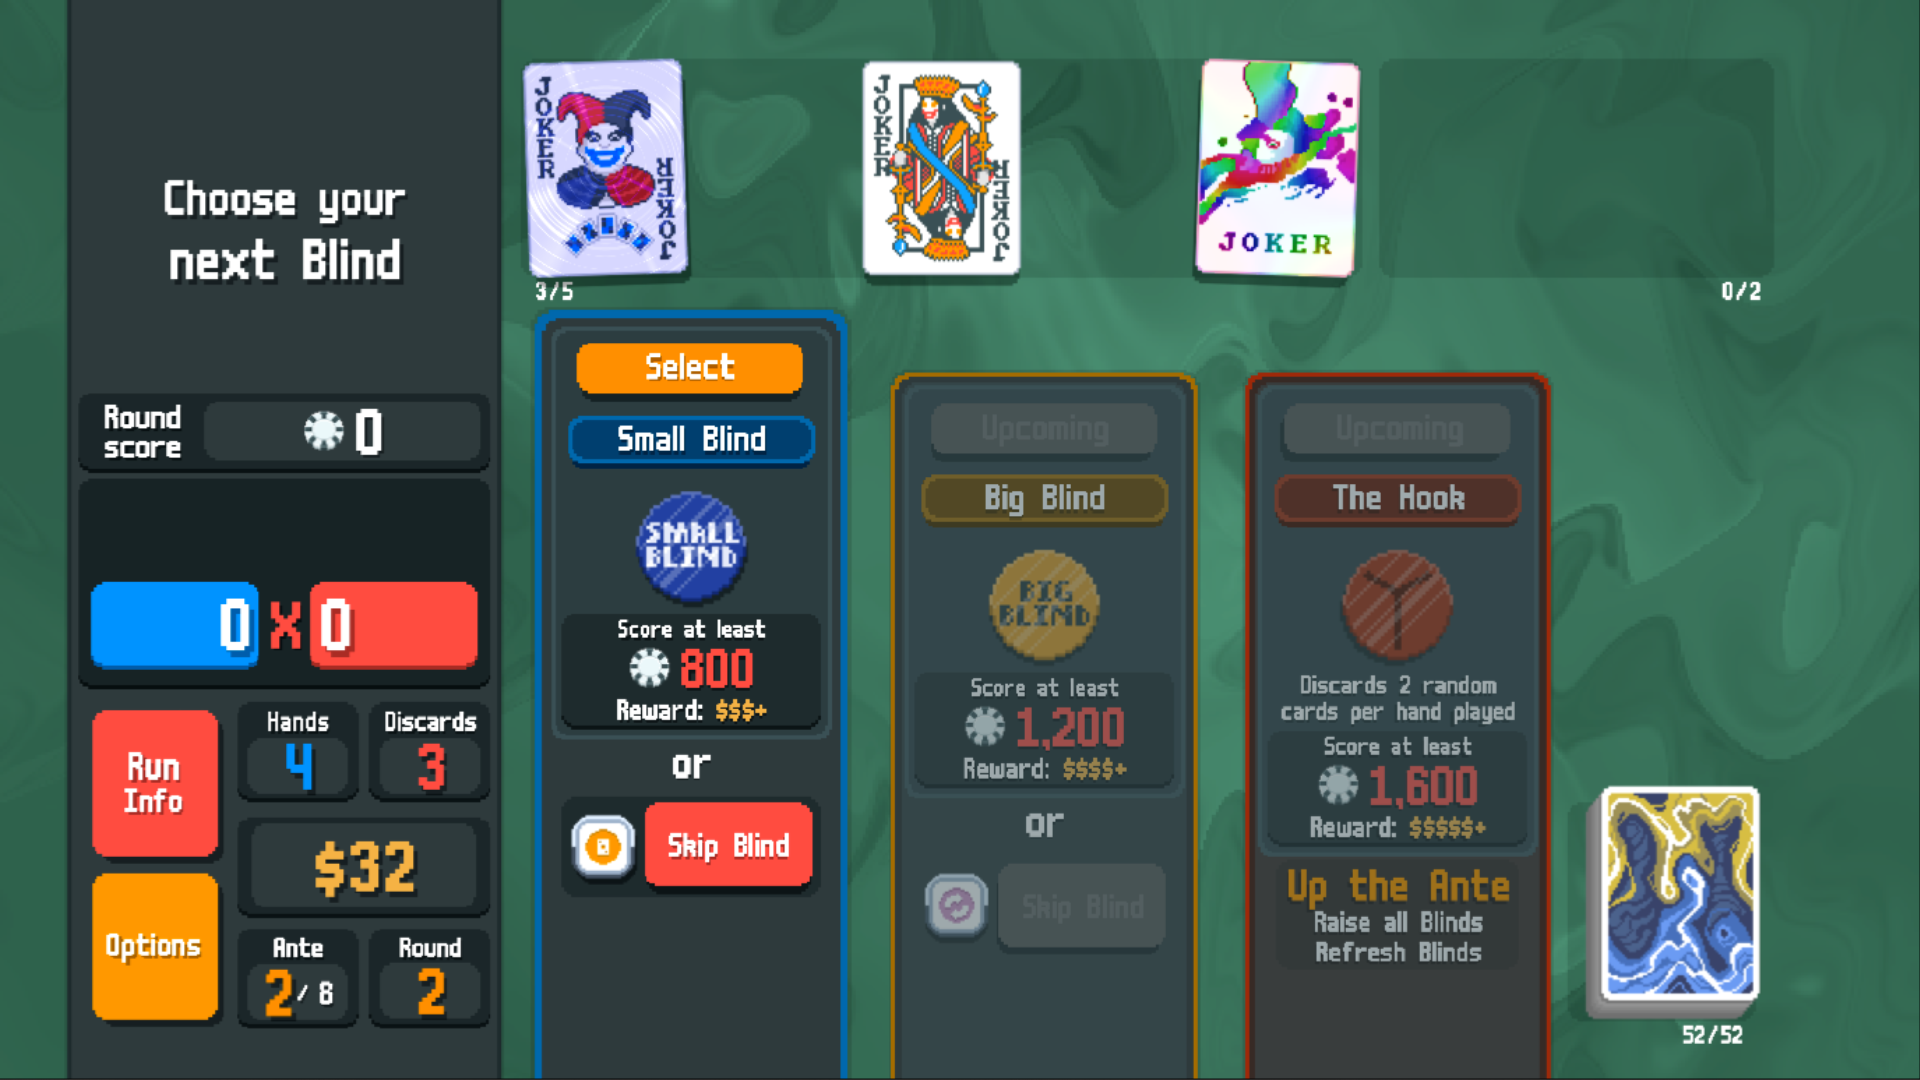 Choose your
next Blind
Round
score
0
0 X 0
Run
Info
Hands
4
Discards
3
$32
Options
Ante
2/8
Round
2
JOKER
JOKER
JOKER
JOKER
JOKER
3/5
0/2
Select
Small Blind
SMALL
BLIND
Score at least
800
Reward: $$$+
or
Skip Blind
Upcoming
Big Blind
BIG
BLIND
Score at least
1,200
Reward: $$$$+
or
Skip Blind
Upcoming
The Hook
Discards 2 random
cards per hand played
Score at least
1,600
Reward: $$$$$+
Up the Ante
Raise all Blinds
Refresh Blinds
52/52